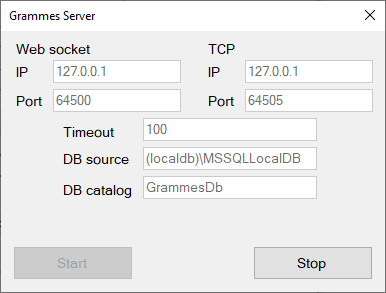 Grammes Server
Web socket TCP
IP 127.0.0.1 IP 127.0.0.1
Port 64500 Port 64505
Timeout 100
DB source (localdb)\MSSQLLocalDB
DB catalog GrammesDb
Start Stop